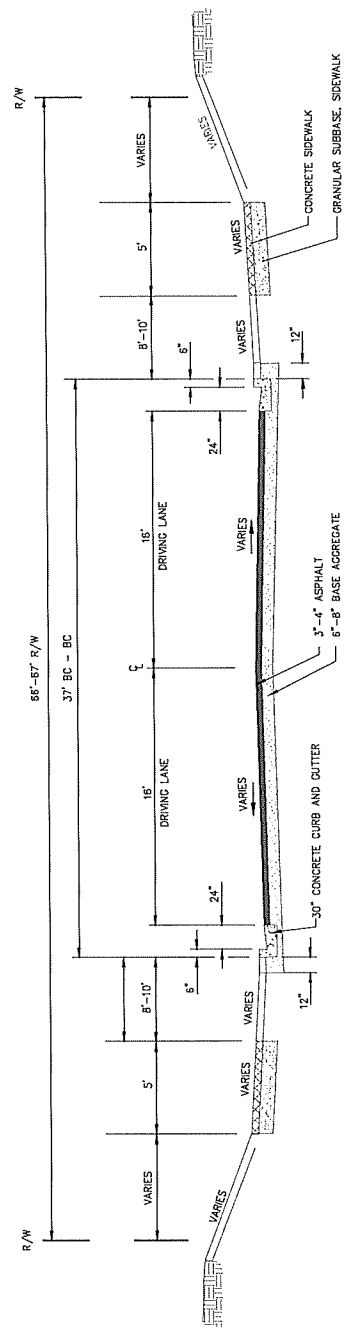 R/W
66'-67' R/W
R/W
37' BC - BC
VARIES
5'
8'-10'
6"
24"
16'
DRIVING LANE
℄
16'
DRIVING LANE
24"
6"
8'-10'
5'
VARIES
VARIES
VARIES
VARIES
VARIES
VARIES
VARIES
VARIES
VARIES
12"
30" CONCRETE CURB AND GUTTER
3"-4" ASPHALT
6"-8" BASE AGGREGATE
12"
CONCRETE SIDEWALK
GRANULAR SUBBASE, SIDEWALK